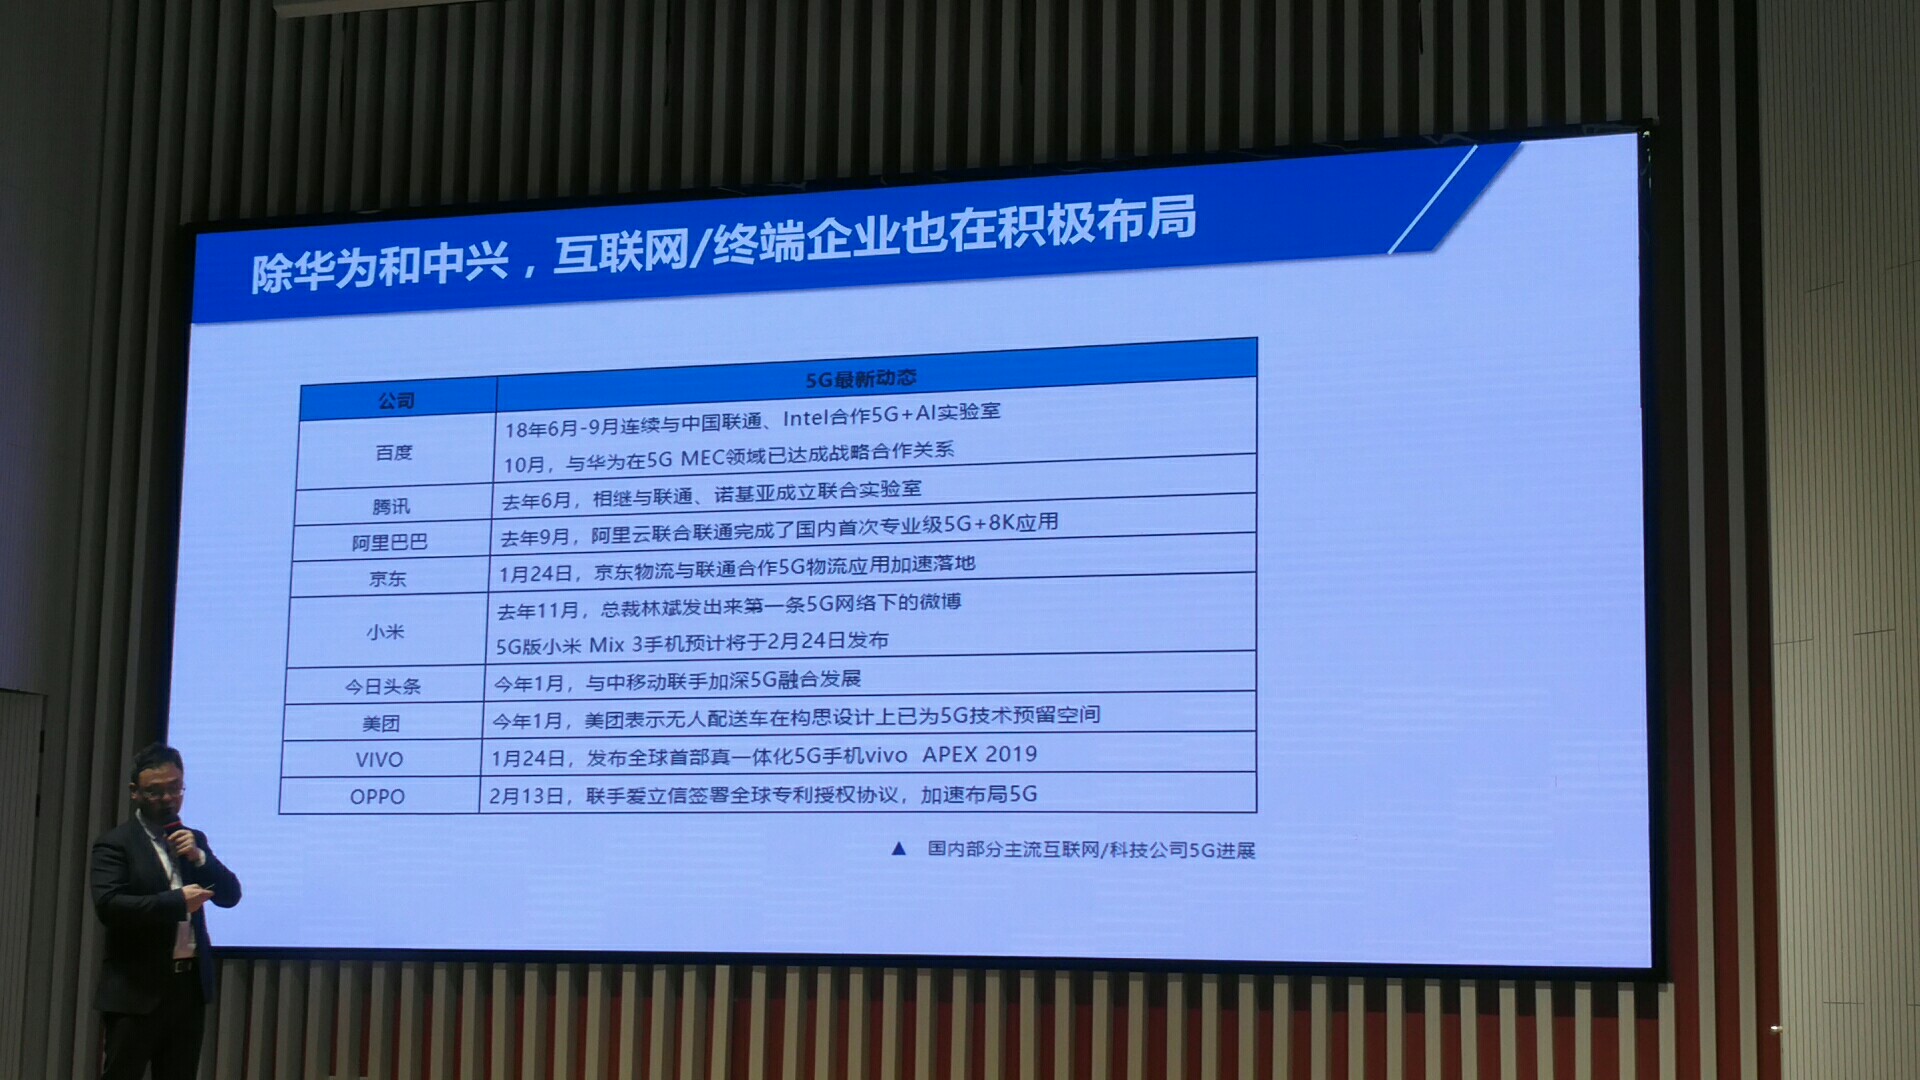 除华为和中兴，互联网/终端企业也在积极布局
公司 5G最新动态
百度
18年6月-9月连续与中国联通、Intel合作5G+AI实验室
10月，与华为在5G MEC领域已达成战略合作关系
腾讯 去年6月，相继与联通、诺基亚成立联合实验室
阿里巴巴 去年9月，阿里云联合联通完成了国内首次专业级5G+8K应用
京东 1月24日，京东物流与联通合作5G物流应用加速落地
小米
去年11月，总裁林斌发出来第一条5G网络下的微博
5G版小米 Mix 3手机预计将于2月24日发布
今日头条 今年1月，与中移动联手加深5G融合发展
美团 今年1月，美团表示无人配送车在构思设计上已为5G技术预留空间
VIVO 1月24日，发布全球首部真一体化5G手机vivo APEX 2019
OPPO 2月13日，联手爱立信签署全球专利授权协议，加速布局5G
▲ 国内部分主流互联网/科技公司5G进展